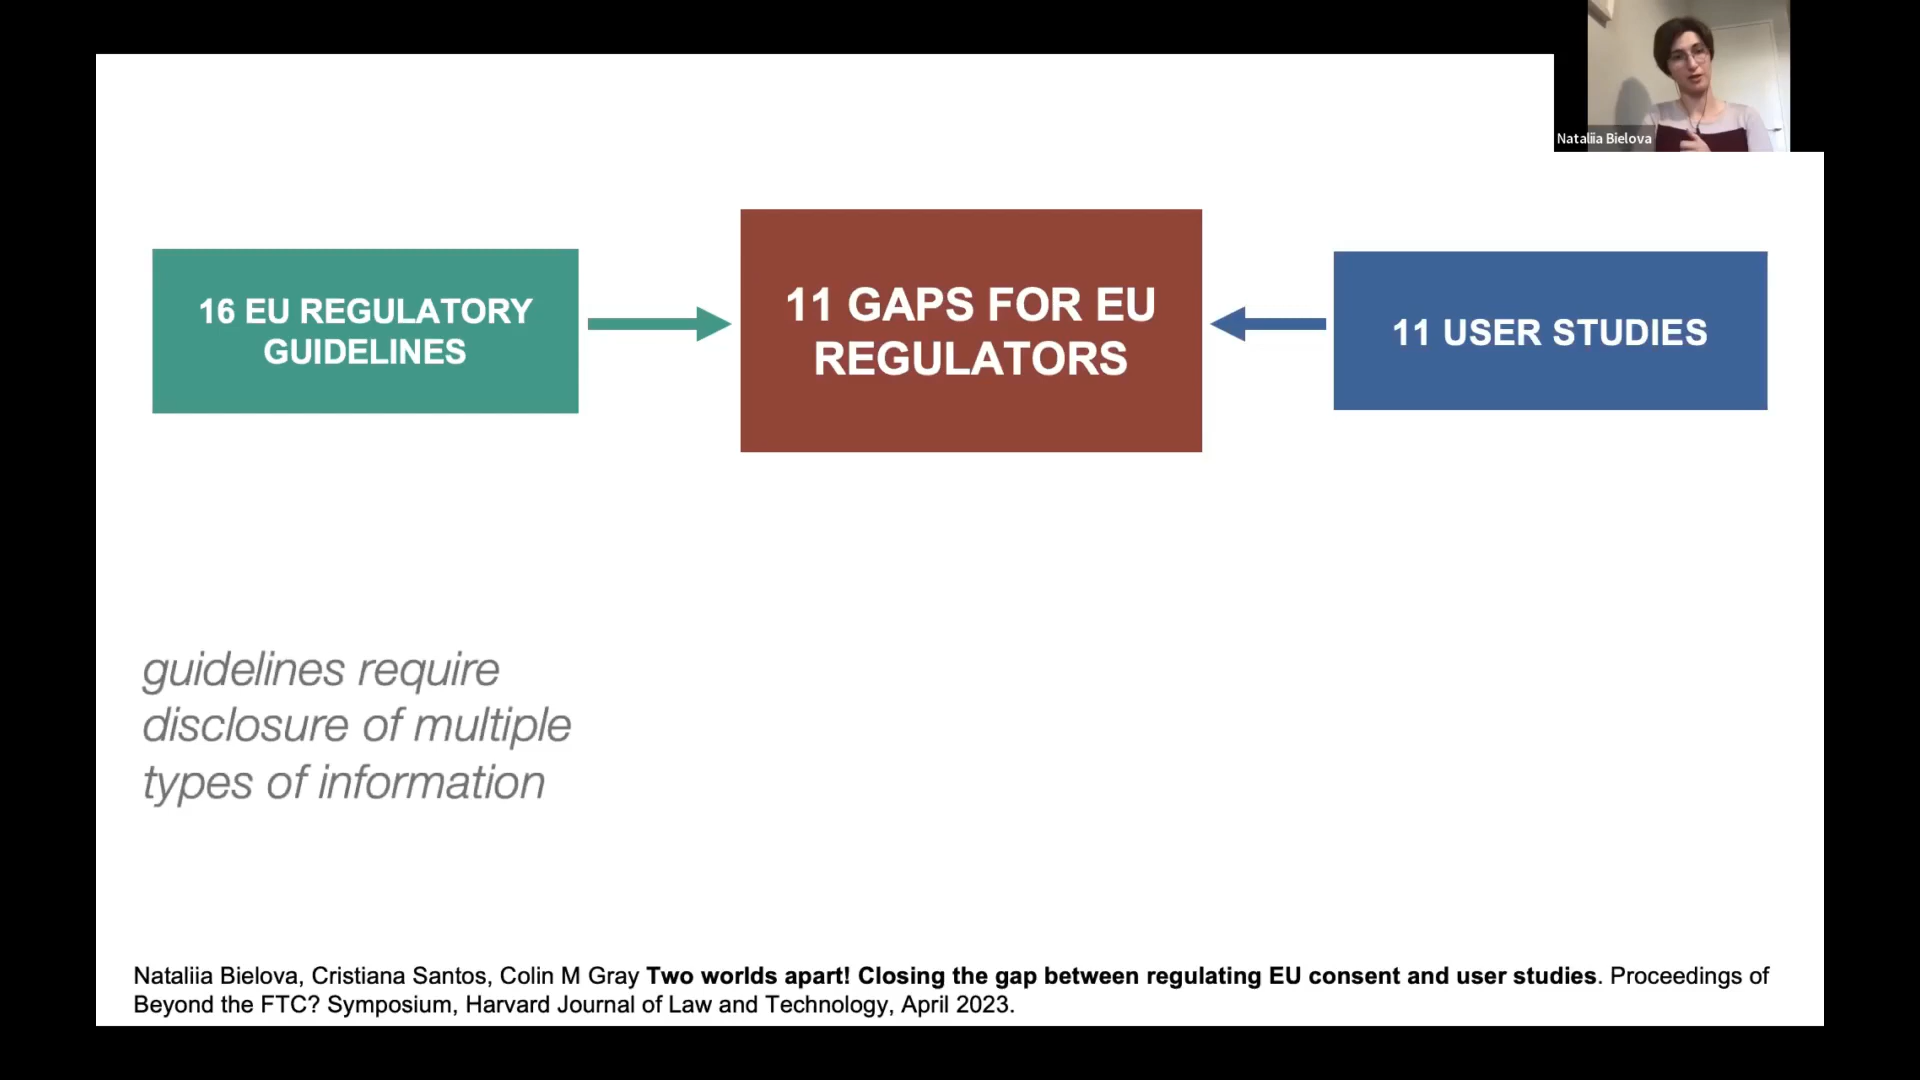 Nataliia Bielova
16 EU REGULATORY
GUIDELINES
11 GAPS FOR EU
REGULATORS
11 USER STUDIES
guidelines require
disclosure of multiple
types of information
Nataliia Bielova, Cristiana Santos, Colin M Gray Two worlds apart! Closing the gap between regulating EU consent and user studies. Proceedings of
Beyond the FTC? Symposium, Harvard Journal of Law and Technology, April 2023.